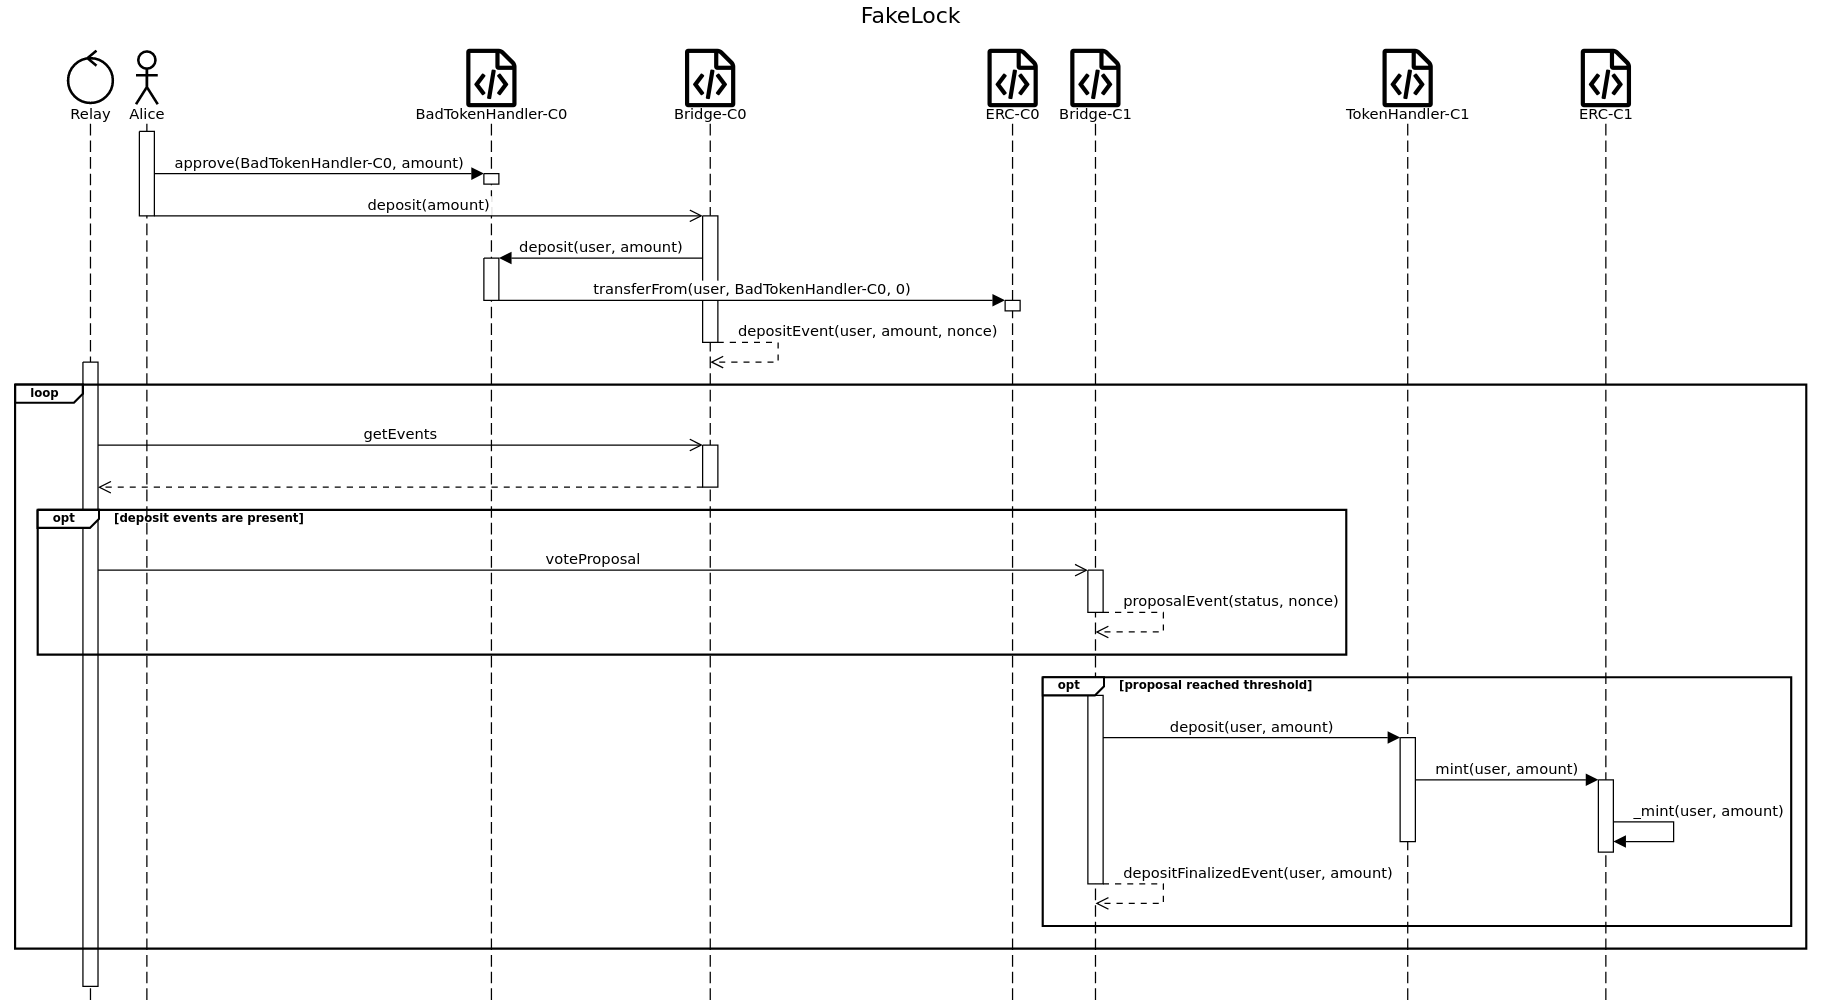 FakeLock
Relay
Alice
BadTokenHandler-C0
Bridge-C0
ERC-C0
Bridge-C1
TokenHandler-C1
ERC-C1
approve(BadTokenHandler-C0, amount)
deposit(amount)
deposit(user, amount)
transferFrom(user, BadTokenHandler-C0, 0)
depositEvent(user, amount, nonce)
loop
getEvents
opt
[deposit events are present]
voteProposal
proposalEvent(status, nonce)
opt
[proposal reached threshold]
deposit(user, amount)
mint(user, amount)
_mint(user, amount)
depositFinalizedEvent(user, amount)